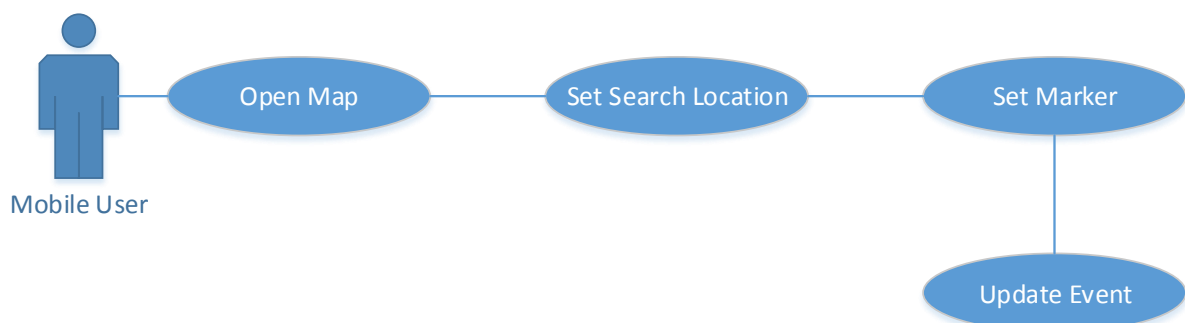 Open Map
Set Search Location
Set Marker
Mobile User
Update Event